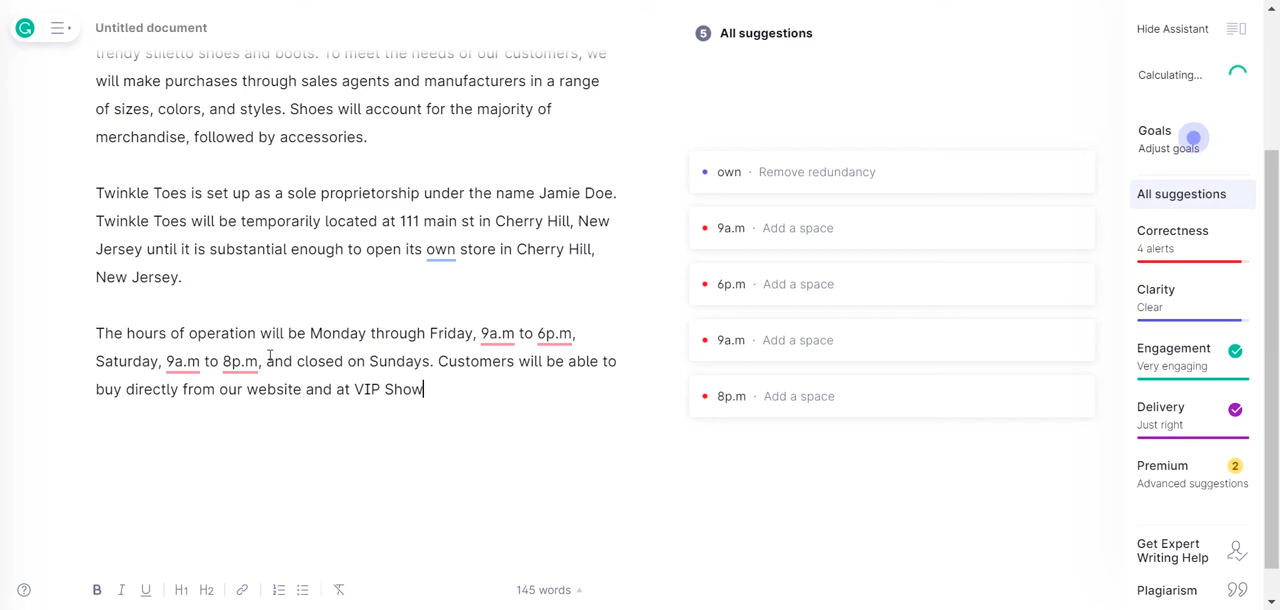 Untitled document
trendy stiletto shoes and boots. To meet the needs of our customers, we
will make purchases through sales agents and manufacturers in a range
of sizes, colors, and styles. Shoes will account for the majority of
merchandise, followed by accessories.
Twinkle Toes is set up as a sole proprietorship under the name Jamie Doe.
Twinkle Toes will be temporarily located at 111 main st in Cherry Hill, New
Jersey until it is substantial enough to open its own store in Cherry Hill,
New Jersey.
The hours of operation will be Monday through Friday, 9a.m to 6p.m,
Saturday, 9a.m to 8p.m, and closed on Sundays. Customers will be able to
buy directly from our website and at VIP Show
B I U H1 H2
145 words
5 All suggestions
own · Remove redundancy
9a.m · Add a space
6p.m · Add a space
9a.m · Add a space
8p.m · Add a space
Hide Assistant
Calculating...
Goals
Adjust goals
All suggestions
Correctness
4 alerts
Clarity
Clear
Engagement
Very engaging
Delivery
Just right
Premium 2
Advanced suggestions
Get Expert
Writing Help
Plagiarism